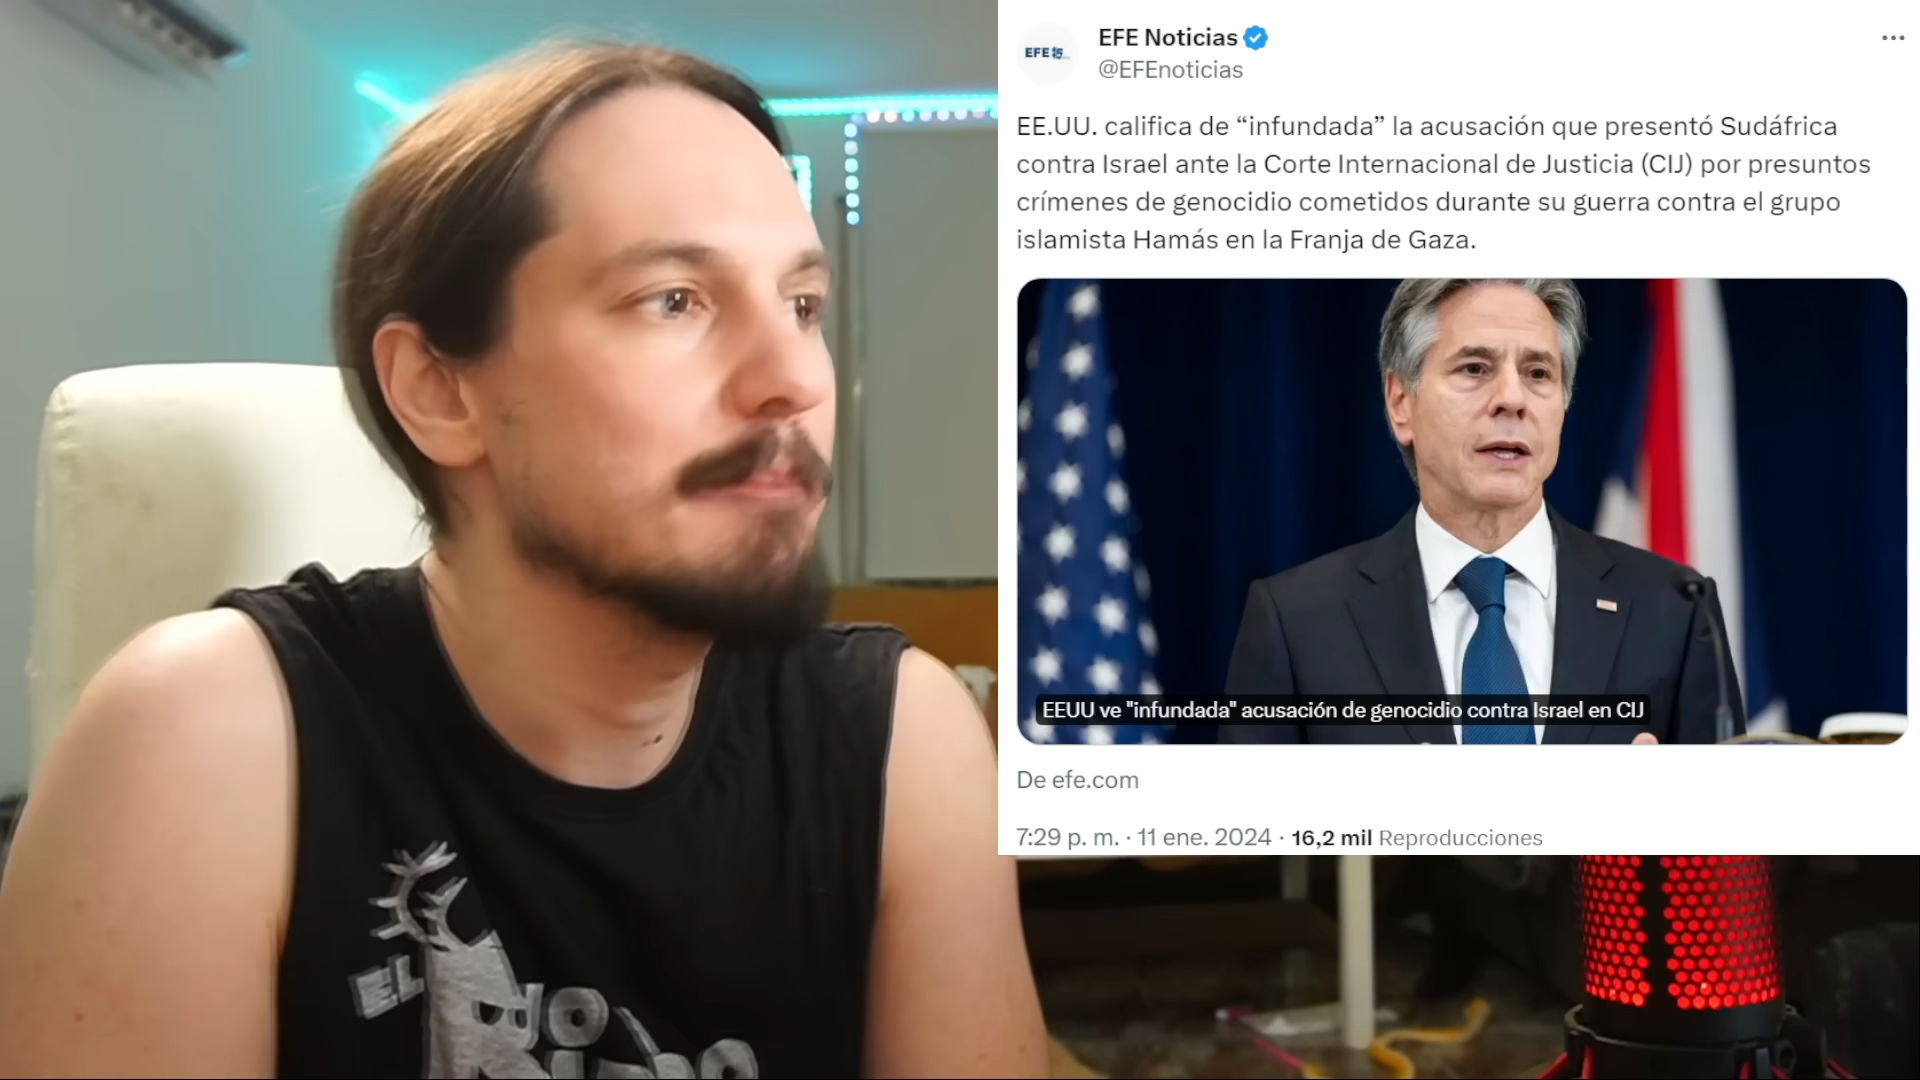 EFE
EFE Noticias
@EFEnoticias
EE.UU. califica de “infundada” la acusación que presentó Sudáfrica
contra Israel ante la Corte Internacional de Justicia (CIJ) por presuntos
crímenes de genocidio cometidos durante su guerra contra el grupo
islamista Hamás en la Franja de Gaza.
EEUU ve "infundada" acusación de genocidio contra Israel en CIJ
De efe.com
7:29 p. m. · 11 ene. 2024 · 16,2 mil Reproducciones
EL